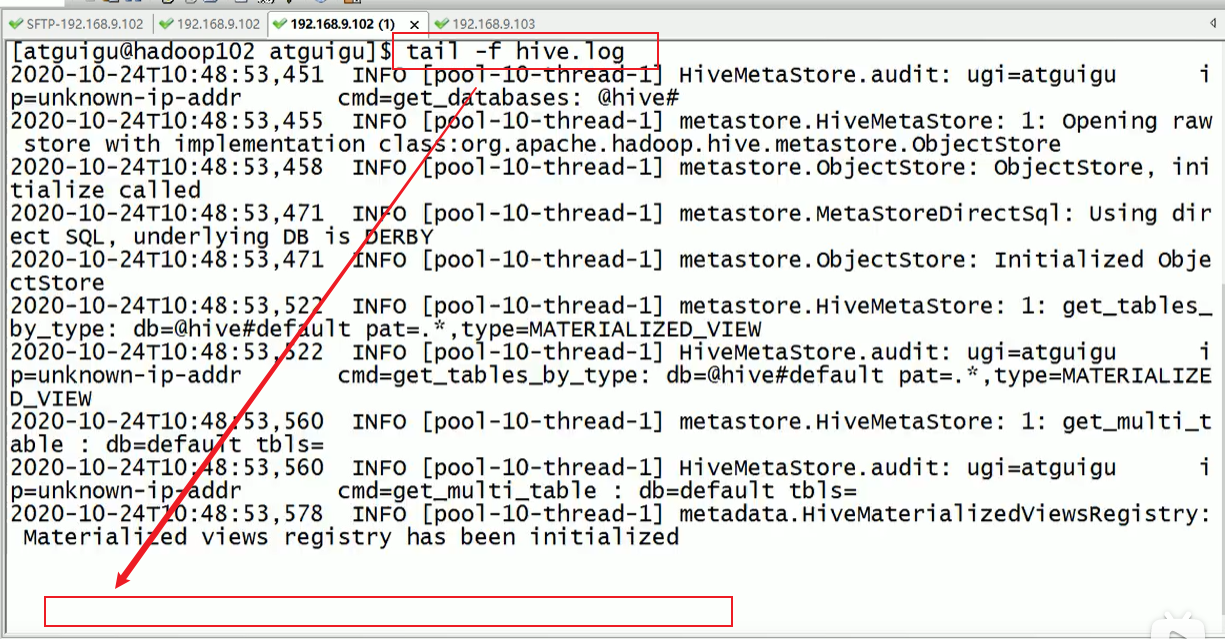 SFTP-192.168.9.102 192.168.9.102 192.168.9.102 (1) × 192.168.9.103
[atguigu@hadoop102 atguigu]$ tail -f hive.log
2020-10-24T10:48:53,451  INFO [pool-10-thread-1] HiveMetaStore.audit: ugi=atguigu      i
p=unknown-ip-addr       cmd=get_databases: @hive#
2020-10-24T10:48:53,455  INFO [pool-10-thread-1] metastore.HiveMetaStore: 1: Opening raw
 store with implementation class:org.apache.hadoop.hive.metastore.ObjectStore
2020-10-24T10:48:53,458  INFO [pool-10-thread-1] metastore.ObjectStore: ObjectStore, ini
tialize called
2020-10-24T10:48:53,471  INFO [pool-10-thread-1] metastore.MetaStoreDirectSql: Using dir
ect SQL, underlying DB is DERBY
2020-10-24T10:48:53,471  INFO [pool-10-thread-1] metastore.ObjectStore: Initialized Obje
ctStore
2020-10-24T10:48:53,522  INFO [pool-10-thread-1] metastore.HiveMetaStore: 1: get_tables_
by_type: db=@hive#default pat=.*,type=MATERIALIZED_VIEW
2020-10-24T10:48:53,522  INFO [pool-10-thread-1] HiveMetaStore.audit: ugi=atguigu      i
p=unknown-ip-addr       cmd=get_tables_by_type: db=@hive#default pat=.*,type=MATERIALIZE
D_VIEW
2020-10-24T10:48:53,560  INFO [pool-10-thread-1] metastore.HiveMetaStore: 1: get_multi_t
able : db=default tbls=
2020-10-24T10:48:53,560  INFO [pool-10-thread-1] HiveMetaStore.audit: ugi=atguigu      i
p=unknown-ip-addr       cmd=get_multi_table : db=default tbls=
2020-10-24T10:48:53,578  INFO [pool-10-thread-1] metadata.HiveMaterializedViewsRegistry:
 Materialized views registry has been initialized